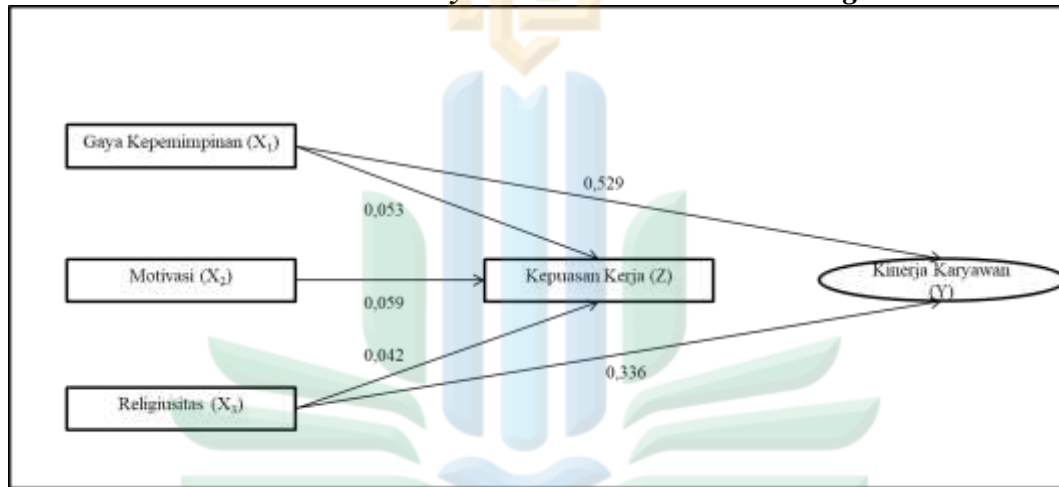 Gaya Kepemimpinan (X₁)
0,529
0,053
Motivasi (X₂)
Kepuasan Kerja (Z)
Kinerja Karyawan
(Y)
0,059
0,042
0,336
Religiusitas (X₃)